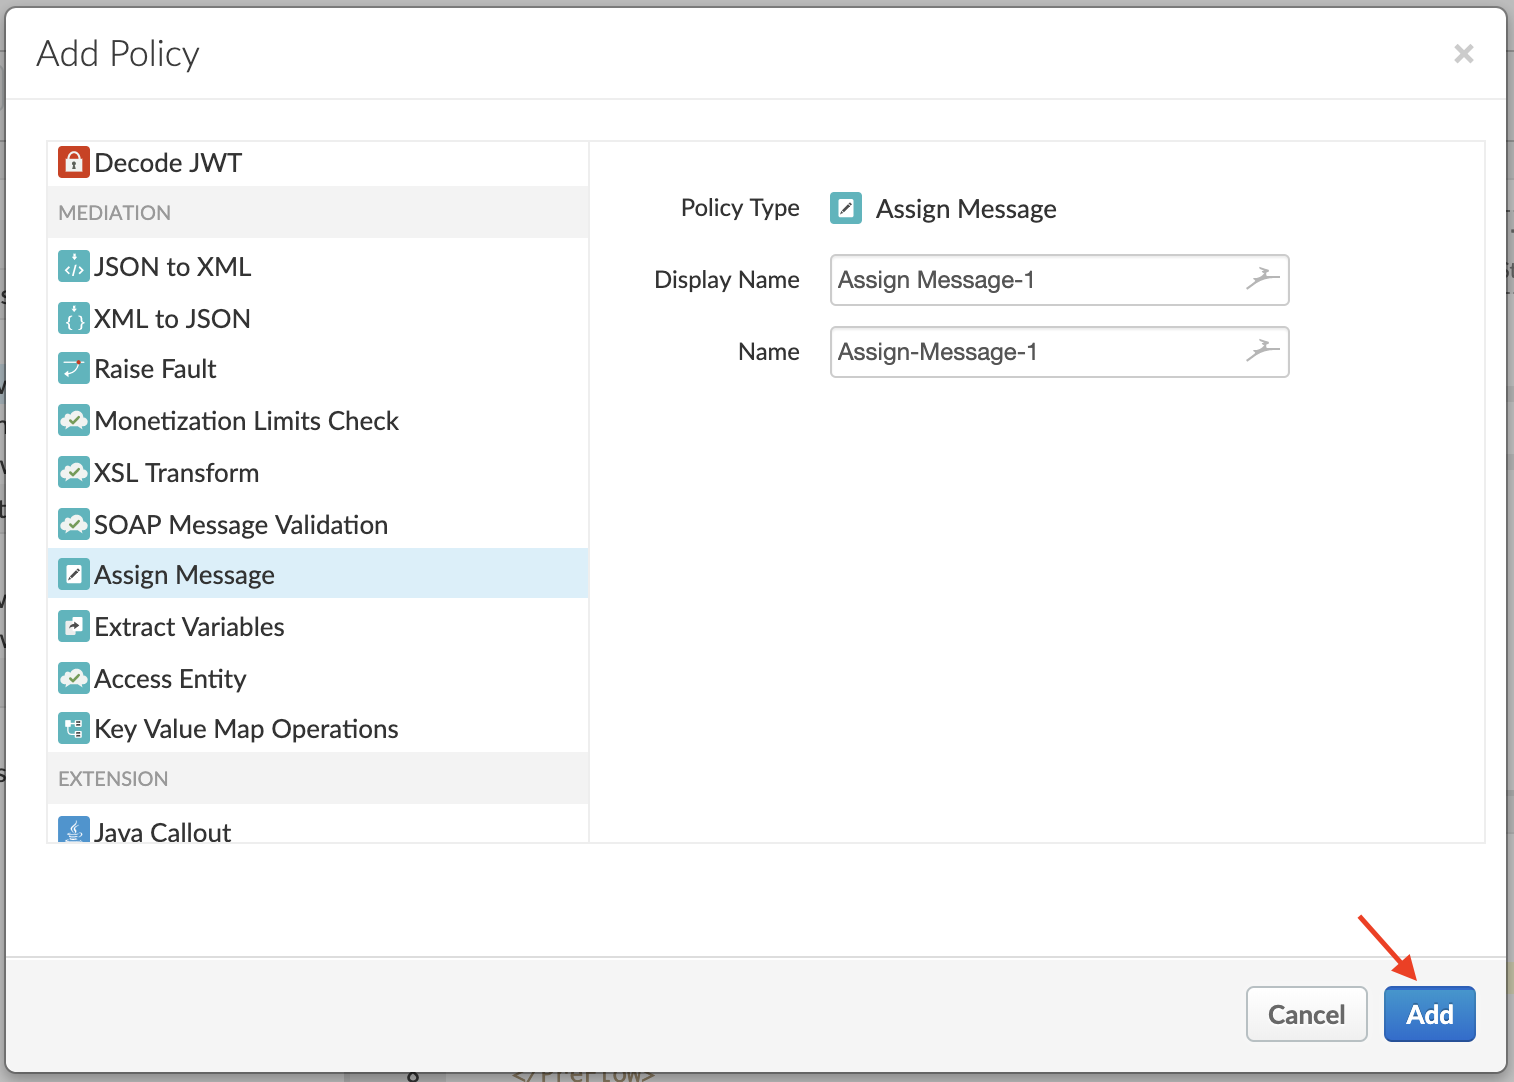 Add Policy
Decode JWT
MEDIATION
JSON to XML
XML to JSON
Raise Fault
Monetization Limits Check
XSL Transform
SOAP Message Validation
Assign Message
Extract Variables
Access Entity
Key Value Map Operations
EXTENSION
Java Callout
Policy Type
Assign Message
Display Name
Assign Message-1
Name
Assign-Message-1
Cancel
Add
</PreFlow>